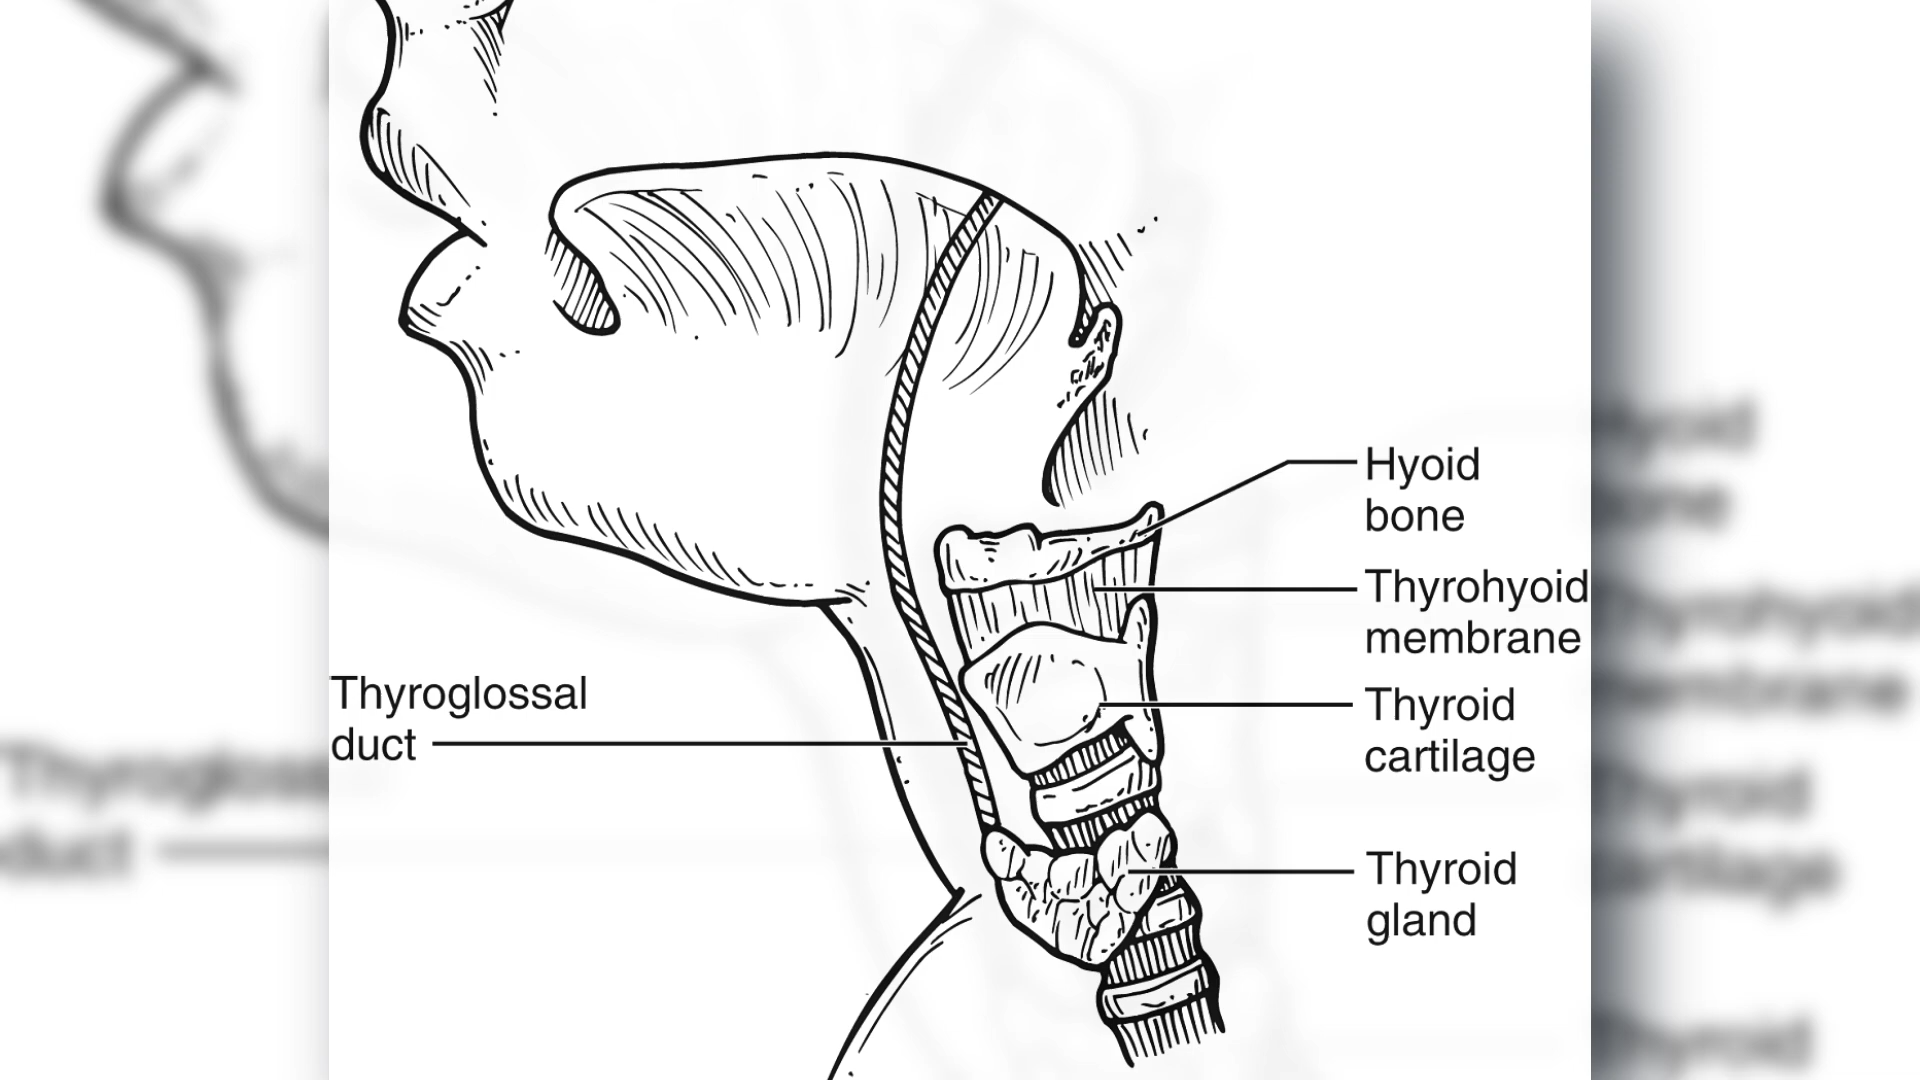 Hyoid
bone
Thyrohyoid
membrane
Thyroglossal
duct
Thyroid
cartilage
Thyroid
gland